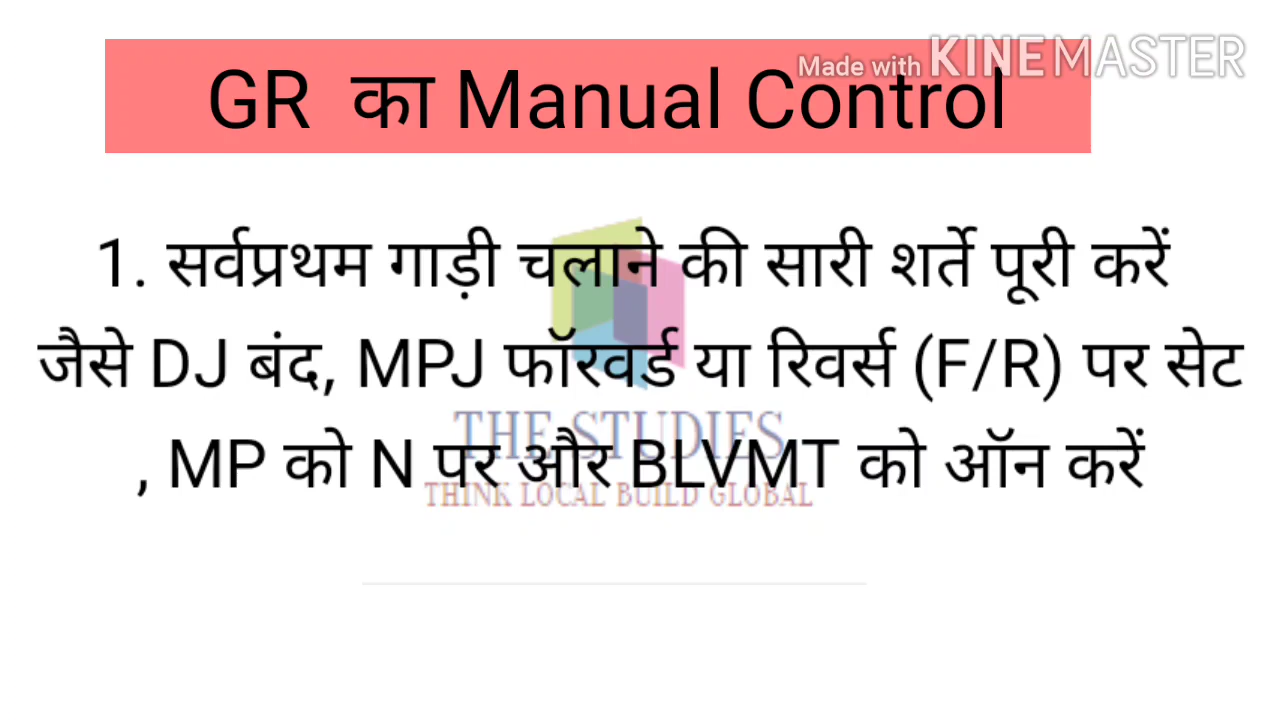 Made with KINEMASTER
GR का Manual Control
1. सर्वप्रथम गाड़ी चलाने की सारी शर्ते पूरी करें
जैसे DJ बंद, MPJ फॉरवर्ड या रिवर्स (F/R) पर सेट
, MP को N पर और BLVMT को ऑन करें
THE STUDIES
THINK LOCAL BUILD GLOBAL